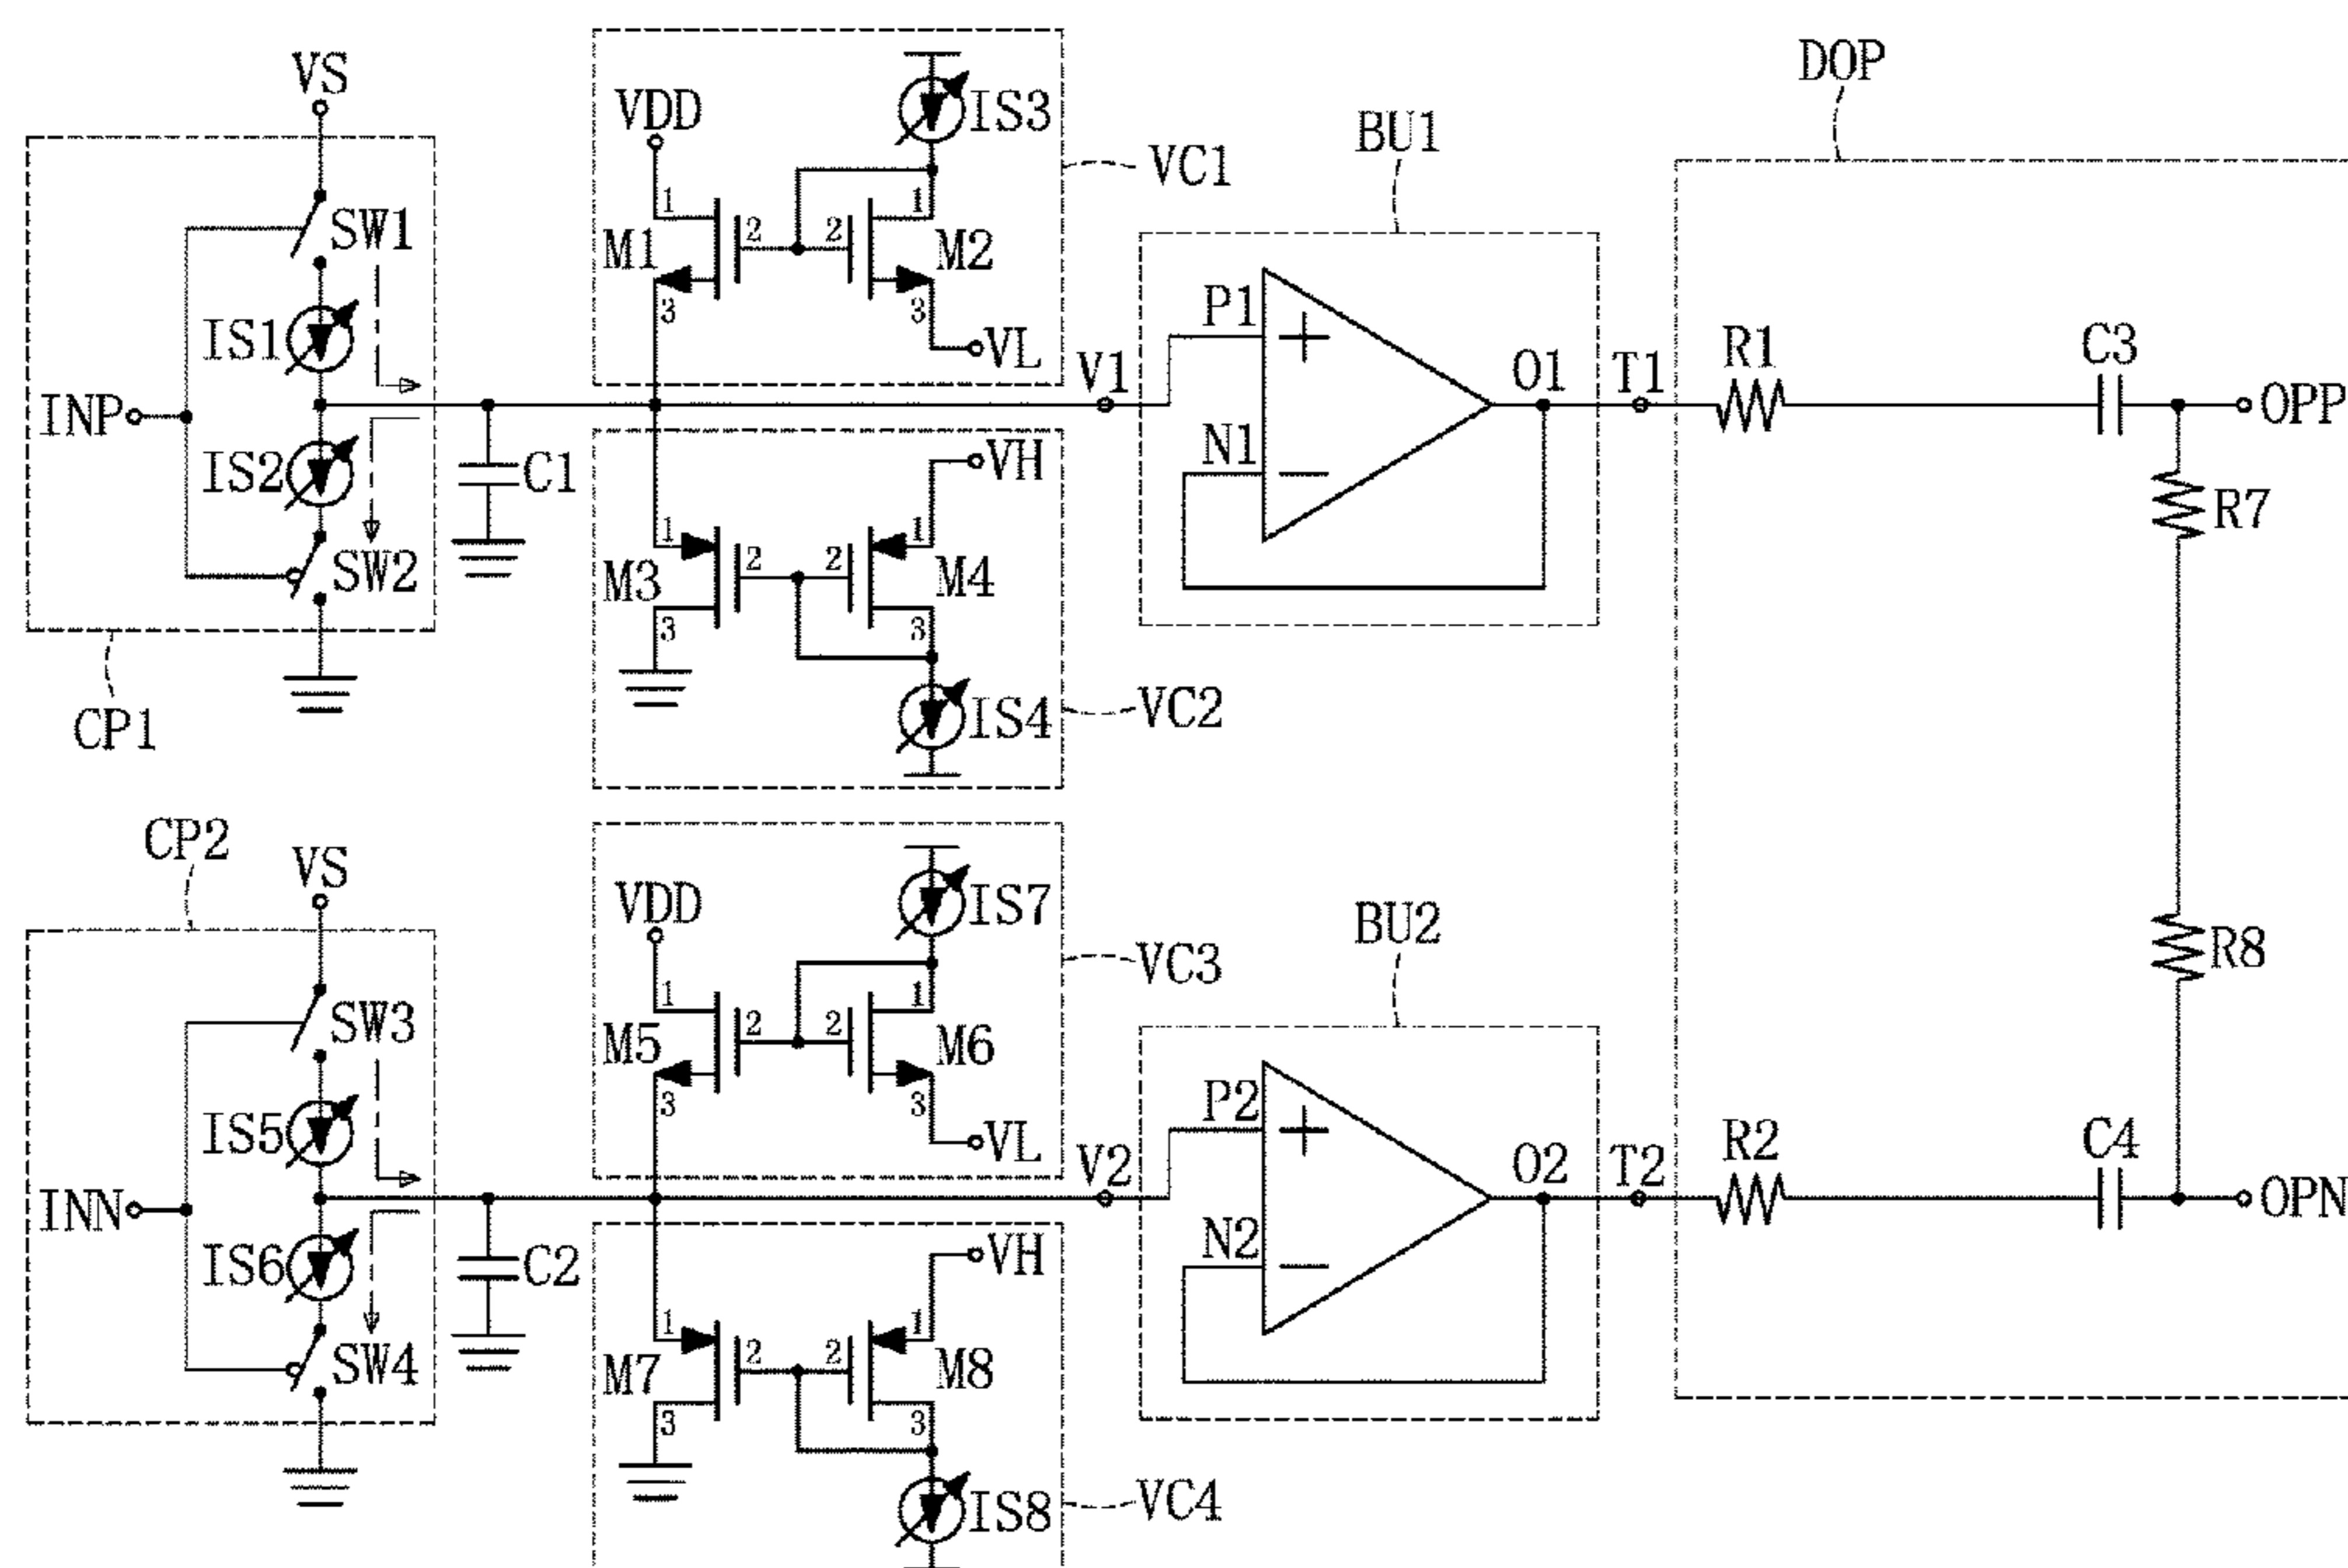 VS
VDD
IS3
DOP
BU1
VC1
1
2
2
1
SW1
M1
M2
3
3
VL
IS1
V1
P1
R1
C3
O1
T1
INP
OPP
IS2
C1
VH
N1
R7
1
2
2
1
SW2
M3
M4
3
3
IS4
VC2
CP1
CP2
VS
VDD
IS7
BU2
VC3
R8
1
2
2
1
SW3
M5
M6
3
3
VL
IS5
V2
P2
R2
C4
O2
T2
INN
OPN
IS6
C2
VH
N2
1
2
2
1
SW4
M7
M8
3
3
IS8
VC4